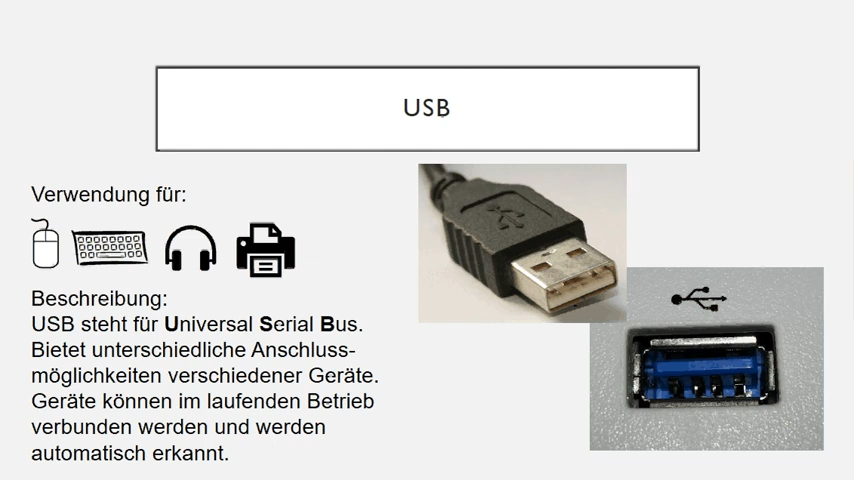 USB
Verwendung für:
Beschreibung:
USB steht für Universal Serial Bus.
Bietet unterschiedliche Anschluss-
möglichkeiten verschiedener Geräte.
Geräte können im laufenden Betrieb
verbunden werden und werden
automatisch erkannt.